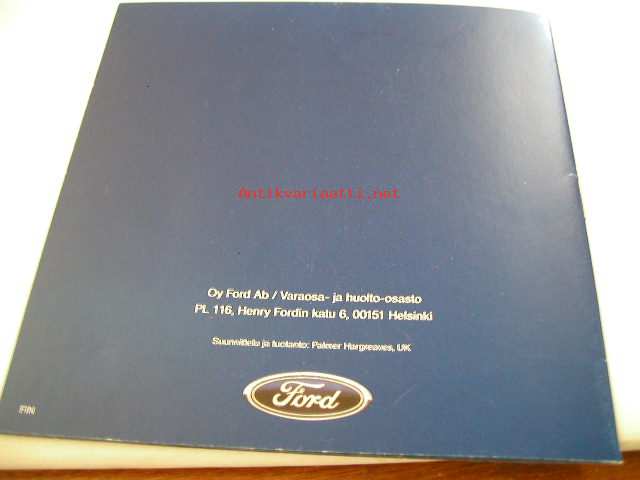 Antikvariaatti.net
Oy Ford Ab / Varaosa- ja huolto-osasto
PL 116, Henry Fordin katu 6, 00151 Helsinki
Suunnittelu ja tuotanto: Palmer Hargreaves, UK
Ford